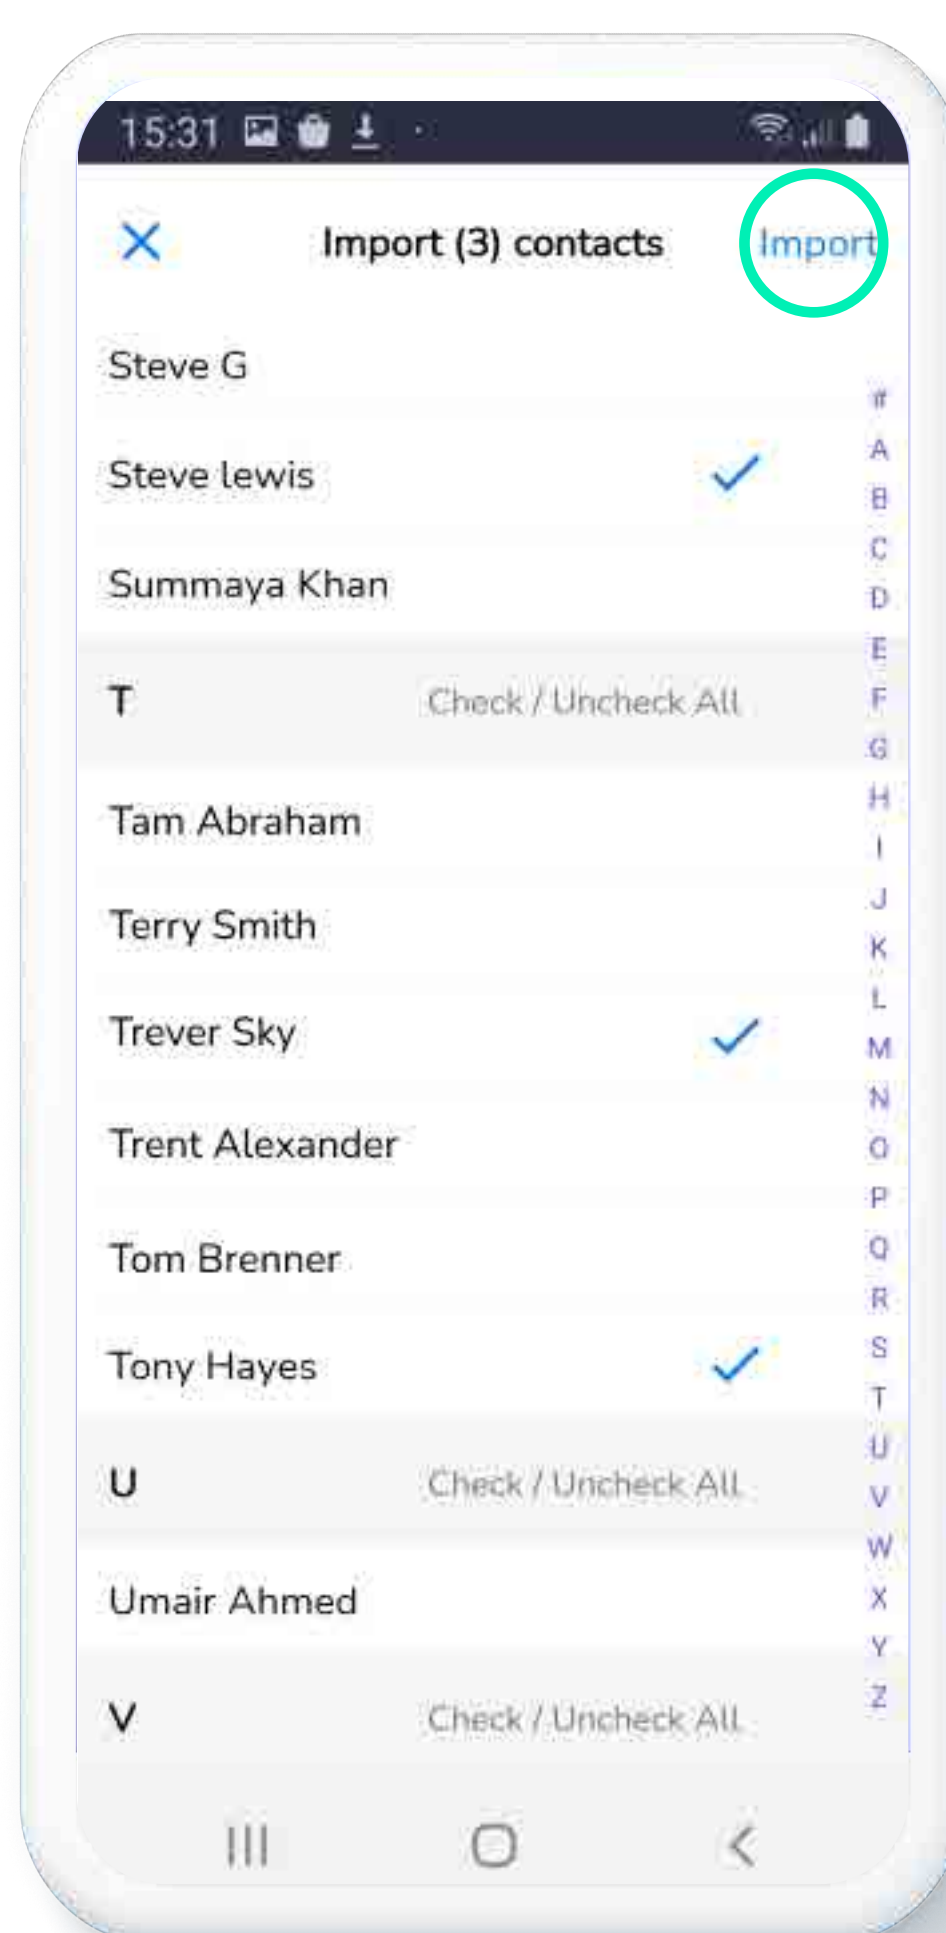 15:31
Import (3) contacts Import
Steve G
Steve lewis
Summaya Khan
T Check / Uncheck All
Tam Abraham
Terry Smith
Trever Sky
Trent Alexander
Tom Brenner
Tony Hayes
U Check / Uncheck All
Umair Ahmed
V Check / Uncheck All
#
A
B
C
D
E
F
G
H
I
J
K
L
M
N
O
P
Q
R
S
T
U
V
W
X
Y
Z